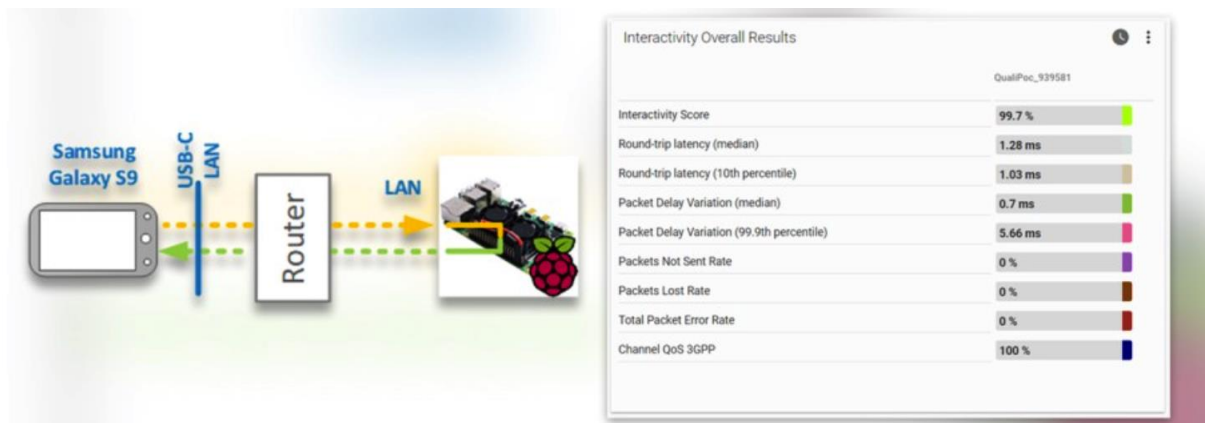 Samsung
Galaxy S9
USB-C
LAN
Router
LAN
Interactivity Overall Results
QualiPoc_939581
Interactivity Score 99.7 %
Round-trip latency (median) 1.28 ms
Round-trip latency (10th percentile) 1.03 ms
Packet Delay Variation (median) 0.7 ms
Packet Delay Variation (99.9th percentile) 5.66 ms
Packets Not Sent Rate 0 %
Packets Lost Rate 0 %
Total Packet Error Rate 0 %
Channel QoS 3GPP 100 %